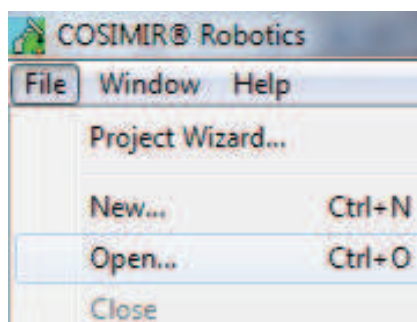 COSIMIR® Robotics
File Window Help
Project Wizard...
New... Ctrl+N
Open... Ctrl+O
Close